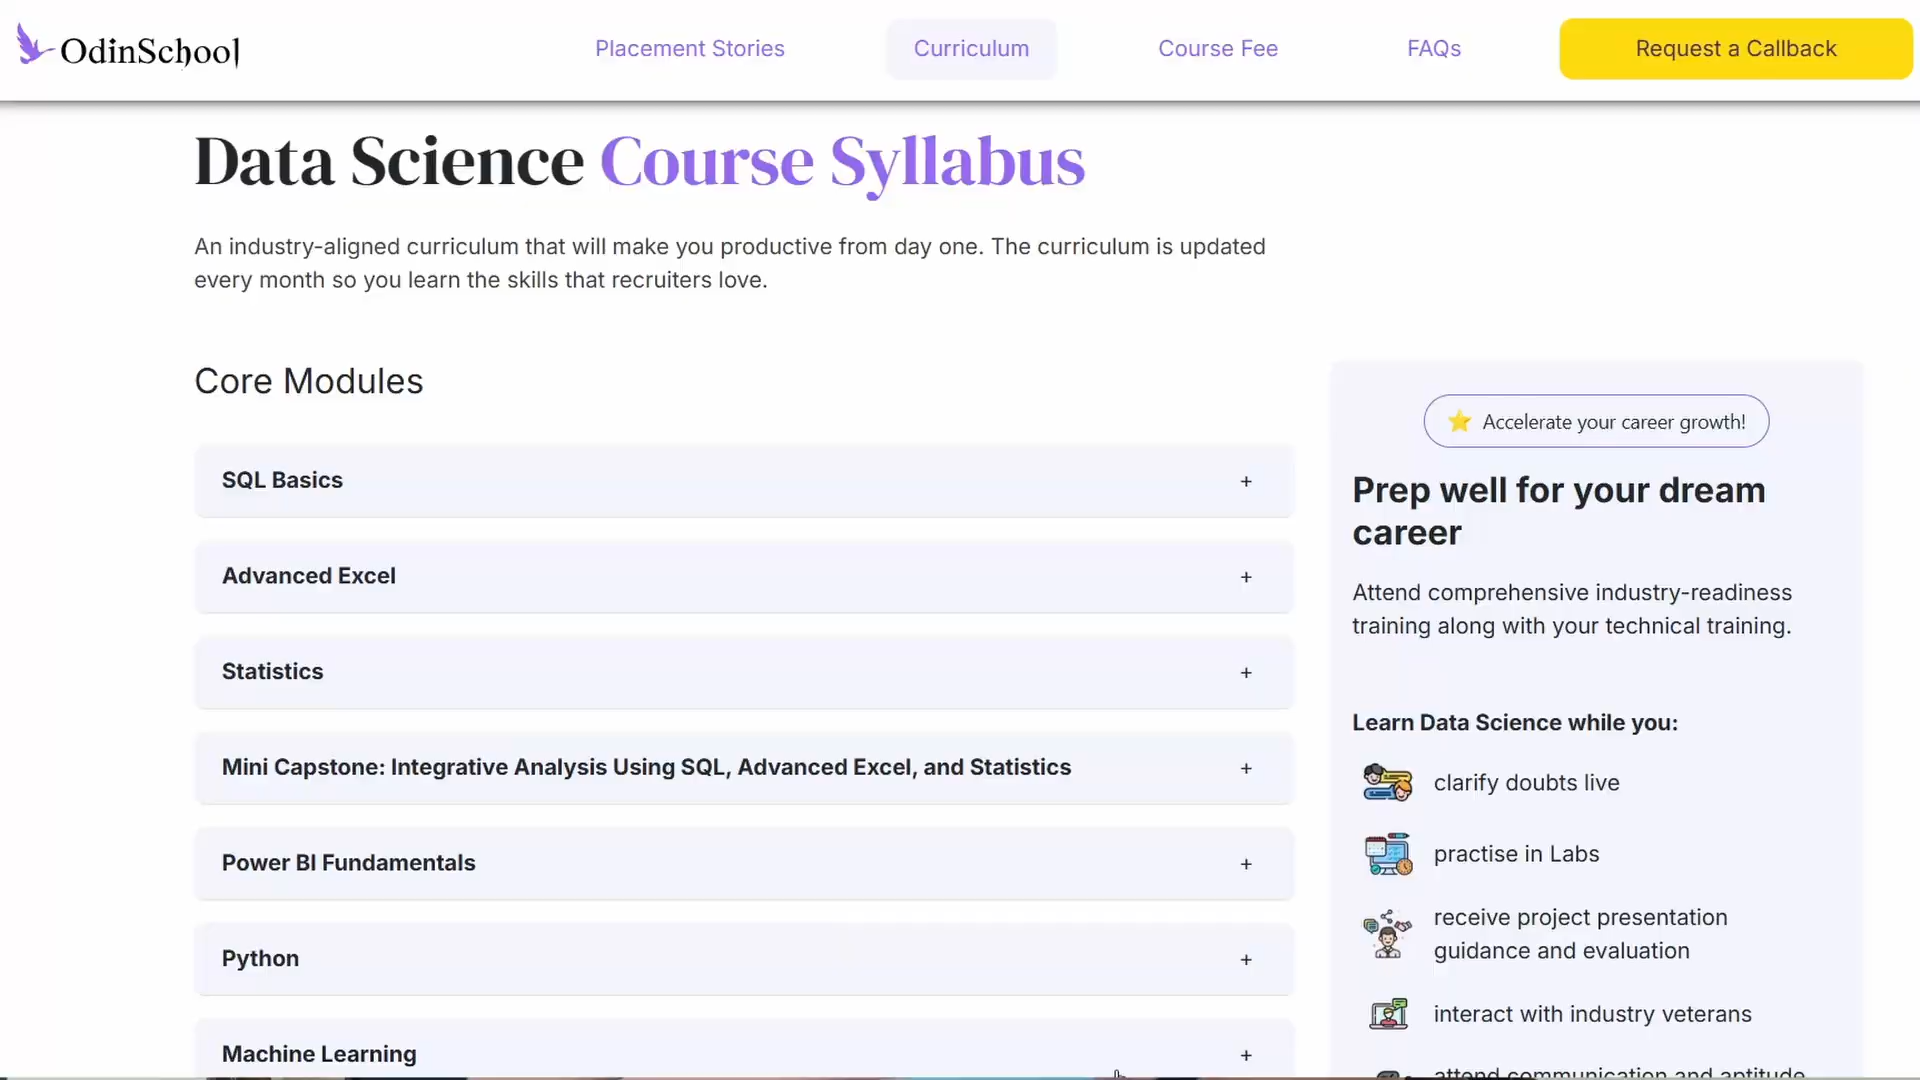 OdinSchool
Placement Stories
Curriculum
Course Fee
FAQs
Request a Callback
Data Science Course Syllabus
An industry-aligned curriculum that will make you productive from day one. The curriculum is updated
every month so you learn the skills that recruiters love.
Core Modules
SQL Basics +
Advanced Excel +
Statistics +
Mini Capstone: Integrative Analysis Using SQL, Advanced Excel, and Statistics +
Power BI Fundamentals +
Python +
Machine Learning +
Accelerate your career growth!
Prep well for your dream
career
Attend comprehensive industry-readiness
training along with your technical training.
Learn Data Science while you:
clarify doubts live
practise in Labs
receive project presentation
guidance and evaluation
interact with industry veterans
attend communication and aptitude